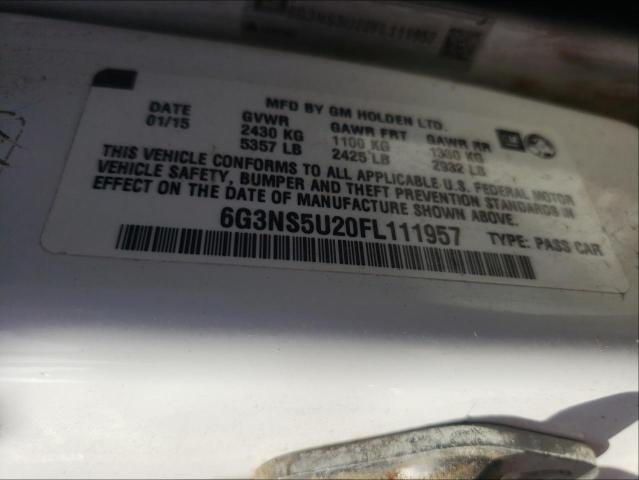 6G3NS5U20FL111957
MFD BY GM HOLDEN LTD.
DATE GVWR GAWR FRT GAWR RR
01/15 2430 KG 1100 KG 1330 KG
5357 LB 2425 LB 2932 LB
THIS VEHICLE CONFORMS TO ALL APPLICABLE U.S. FEDERAL MOTOR
VEHICLE SAFETY, BUMPER AND THEFT PREVENTION STANDARDS IN
EFFECT ON THE DATE OF MANUFACTURE SHOWN ABOVE.
6G3NS5U20FL111957
TYPE: PASS CAR